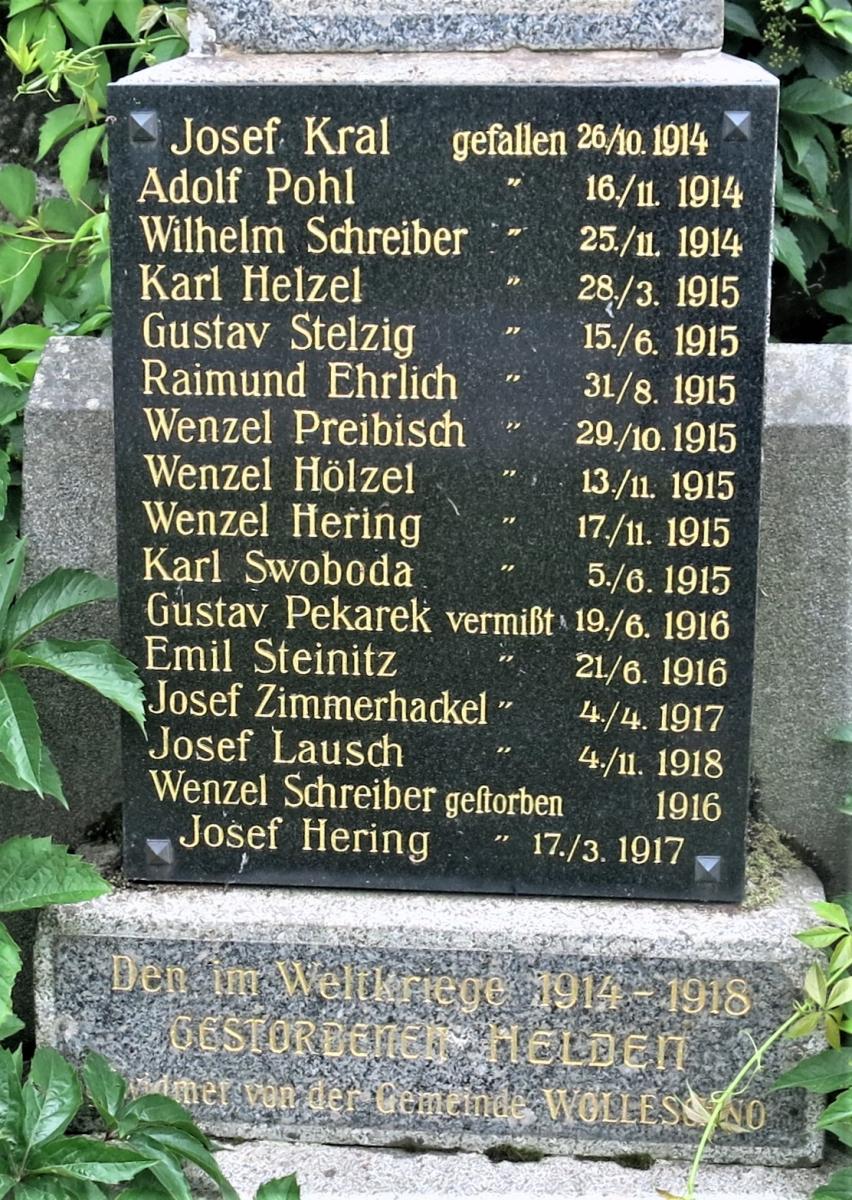 Josef Kral gefallen 26./10. 1914
Adolf Pohl " 16./11. 1914
Wilhelm Schreiber " 25./11. 1914
Karl Helzel " 28./3. 1915
Gustav Stelzig " 15./6. 1915
Raimund Ehrlich " 31/8. 1915
Wenzel Preibisch " 29./10. 1915
Wenzel Hölzel " 13./11. 1915
Wenzel Hering " 17./11. 1915
Karl Swoboda " 5./6. 1915
Gustav Pekarek vermißt 19./6. 1916
Emil Steinitz " 21./6. 1916
Josef Zimmerhackel " 4./4. 1917
Josef Lausch " 4./11. 1918
Wenzel Schreiber gestorben 1916
Josef Hering " 17./3. 1917
Den im Weltkriege 1914-1918
GESTORBENEN HELDEN
widmet von der Gemeinde